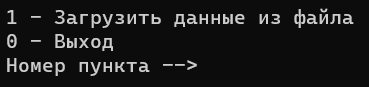 1 – Загрузить данные из файла
0 – Выход
Номер пункта -->